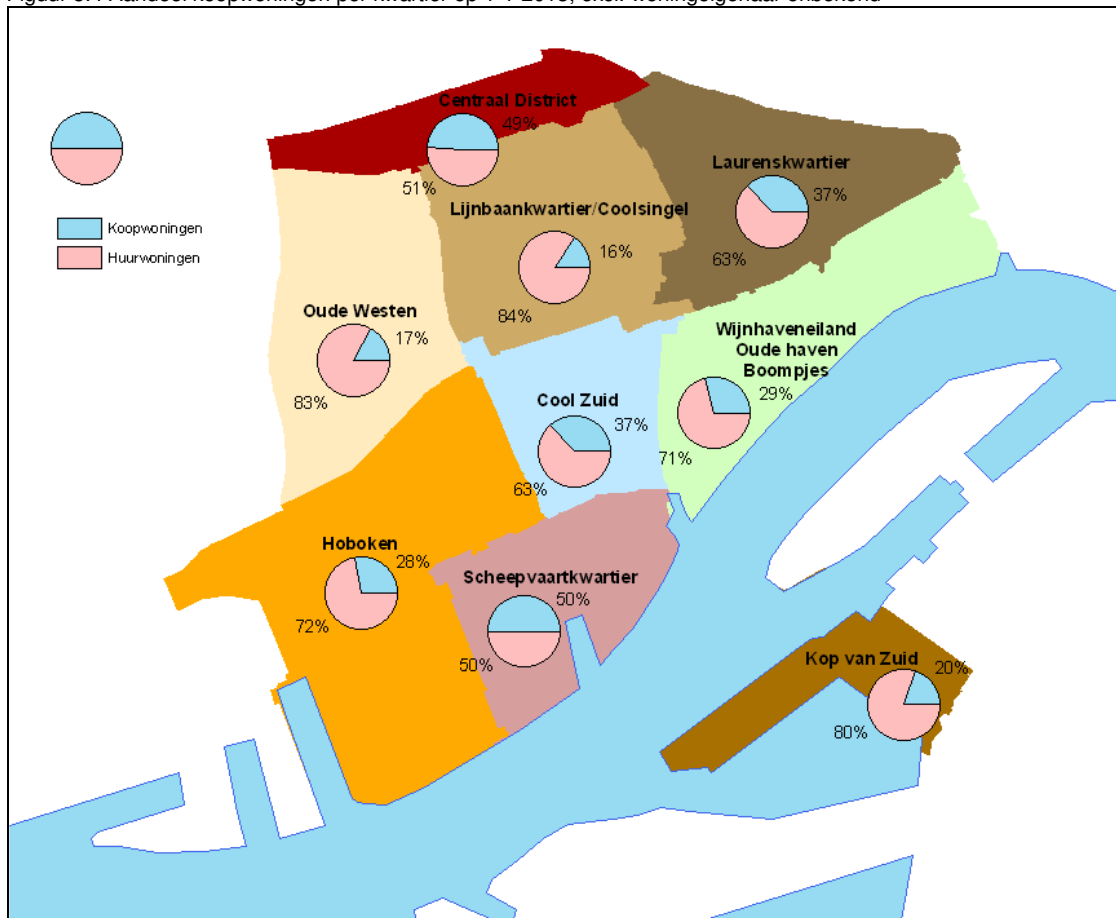 Centraal District
49%
51%
Laurenskwartier
37%
63%
Lijnbaankwartier/Coolsingel
16%
84%
Koopwoningen
Huurwoningen
Oude Westen
17%
83%
Wijnhaveneiland
Oude haven
Boompjes
29%
71%
Cool Zuid
37%
63%
Hoboken
28%
72%
Scheepvaartkwartier
50%
50%
Kop van Zuid
20%
80%